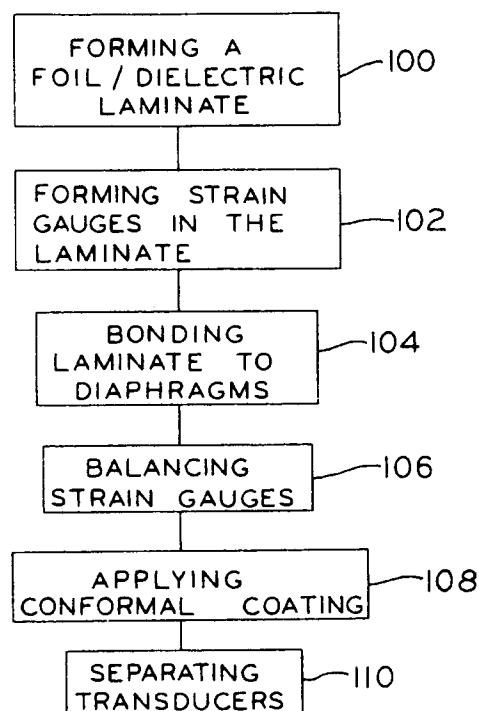 FORMING A
FOIL / DIELECTRIC
LAMINATE
100
FORMING STRAIN
GAUGES IN THE
LAMINATE
102
BONDING
LAMINATE TO
DIAPHRAGMS
104
BALANCING
STRAIN GAUGES
106
APPLYING
CONFORMAL COATING
108
SEPARATING
TRANSDUCERS
110